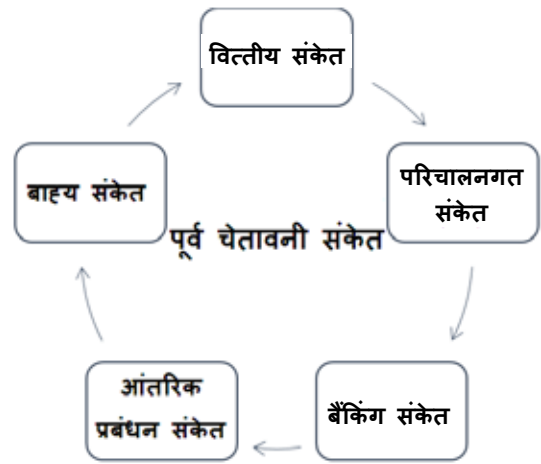 वित्तीय संकेत
परिचालनगत
संकेत
बैंकिंग संकेत
आंतरिक
प्रबंधन संकेत
बाह्य संकेत
पूर्व चेतावनी संकेत